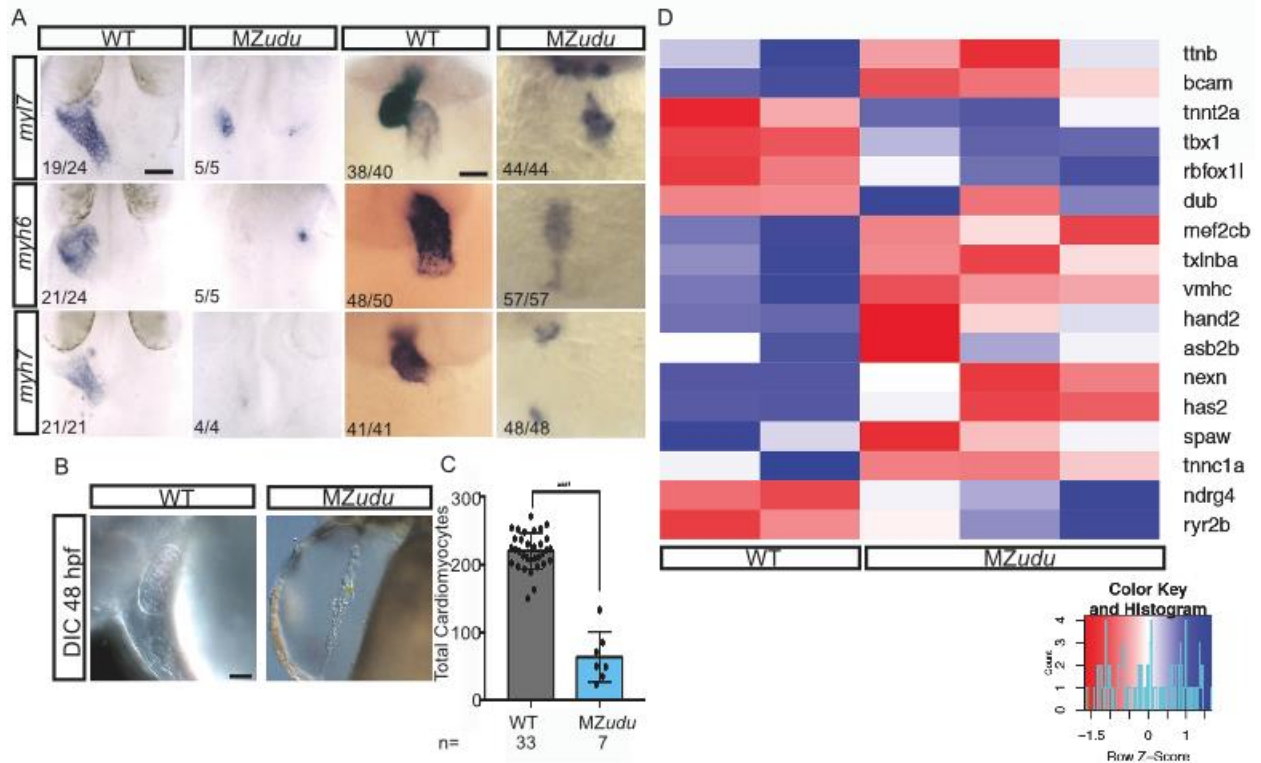 A
WT
MZudu
WT
MZudu
myl7
19/24
5/5
38/40
44/44
myh6
21/24
5/5
48/50
57/57
myh7
21/21
4/4
41/41
48/48
B
WT
MZudu
DIC 48 hpf
C
Total Cardiomyocytes
300
200
100
0
WT
MZudu
n=
33
7
D
ttnb
bcam
tnnt2a
tbx1
rbfox1l
dub
mef2cb
txlnba
vmhc
hand2
asb2b
nexn
has2
spaw
tnnc1a
ndrg4
ryr2b
WT
MZudu
Color Key
and Histogram
Count
4
3
2
1
0
−1.5
0
1
Row Z−Score